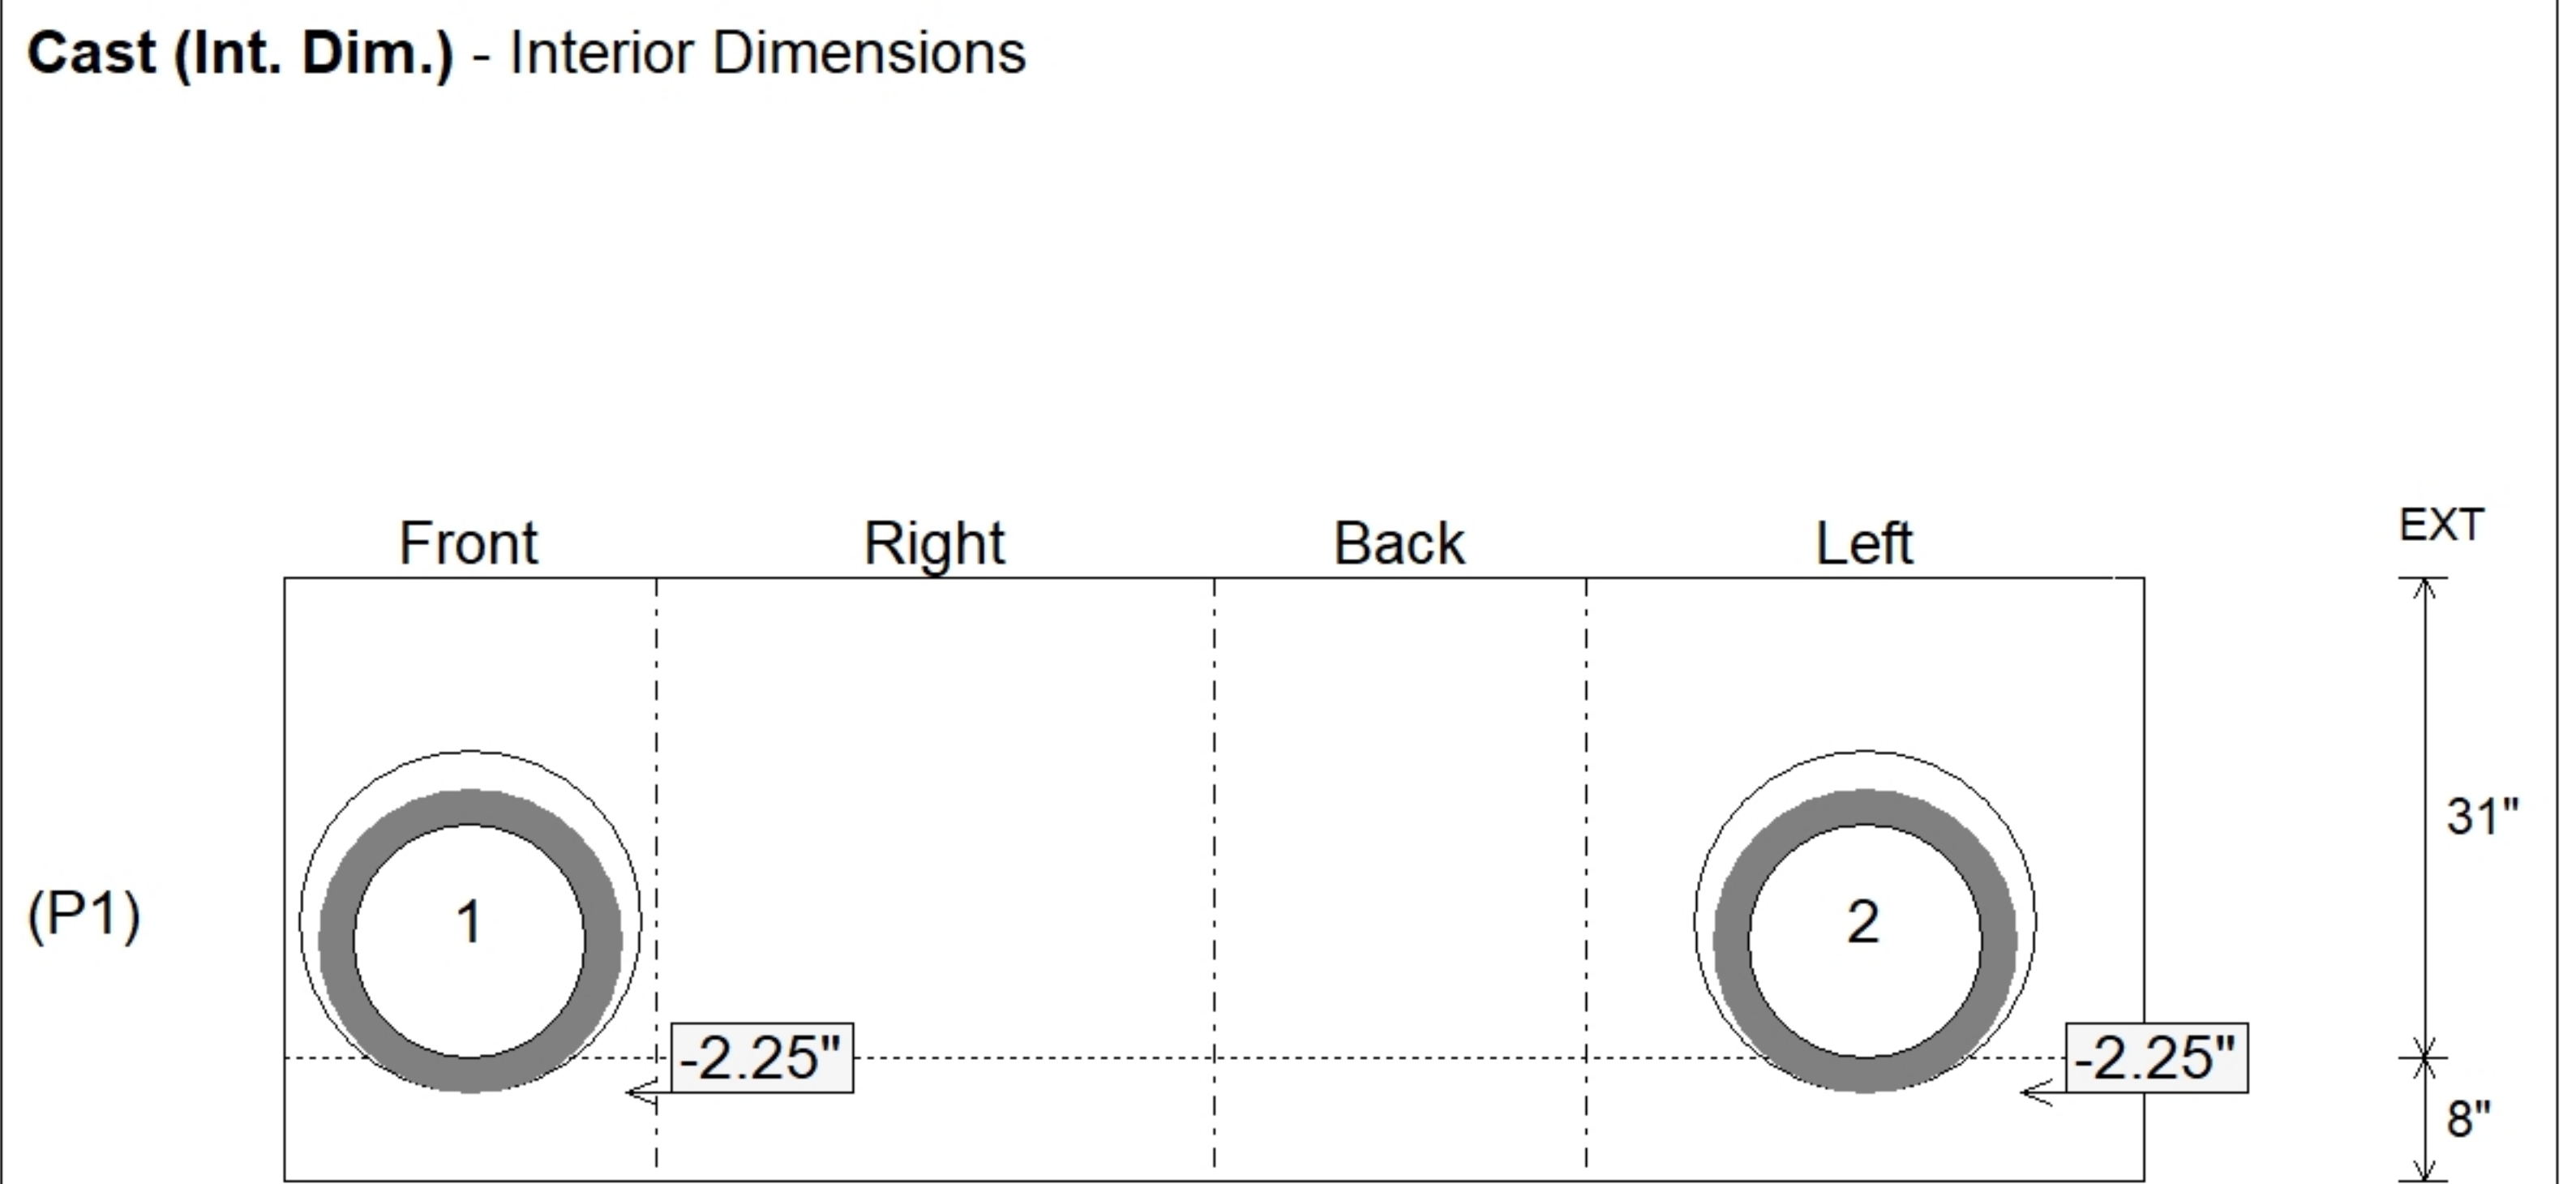 Cast (Int. Dim.) - Interior Dimensions
Front Right Back Left EXT
31"
(P1) 1 2
-2.25" -2.25"
8"